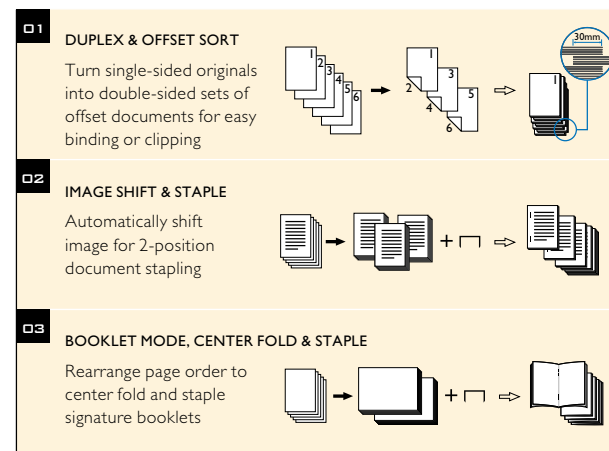 01
DUPLEX & OFFSET SORT
Turn single-sided originals
into double-sided sets of
offset documents for easy
binding or clipping
1
2
3
4
5
6
1
2
3
4
5
6
1
30mm
02
IMAGE SHIFT & STAPLE
Automatically shift
image for 2-position
document stapling
03
BOOKLET MODE, CENTER FOLD & STAPLE
Rearrange page order to
center fold and staple
signature booklets